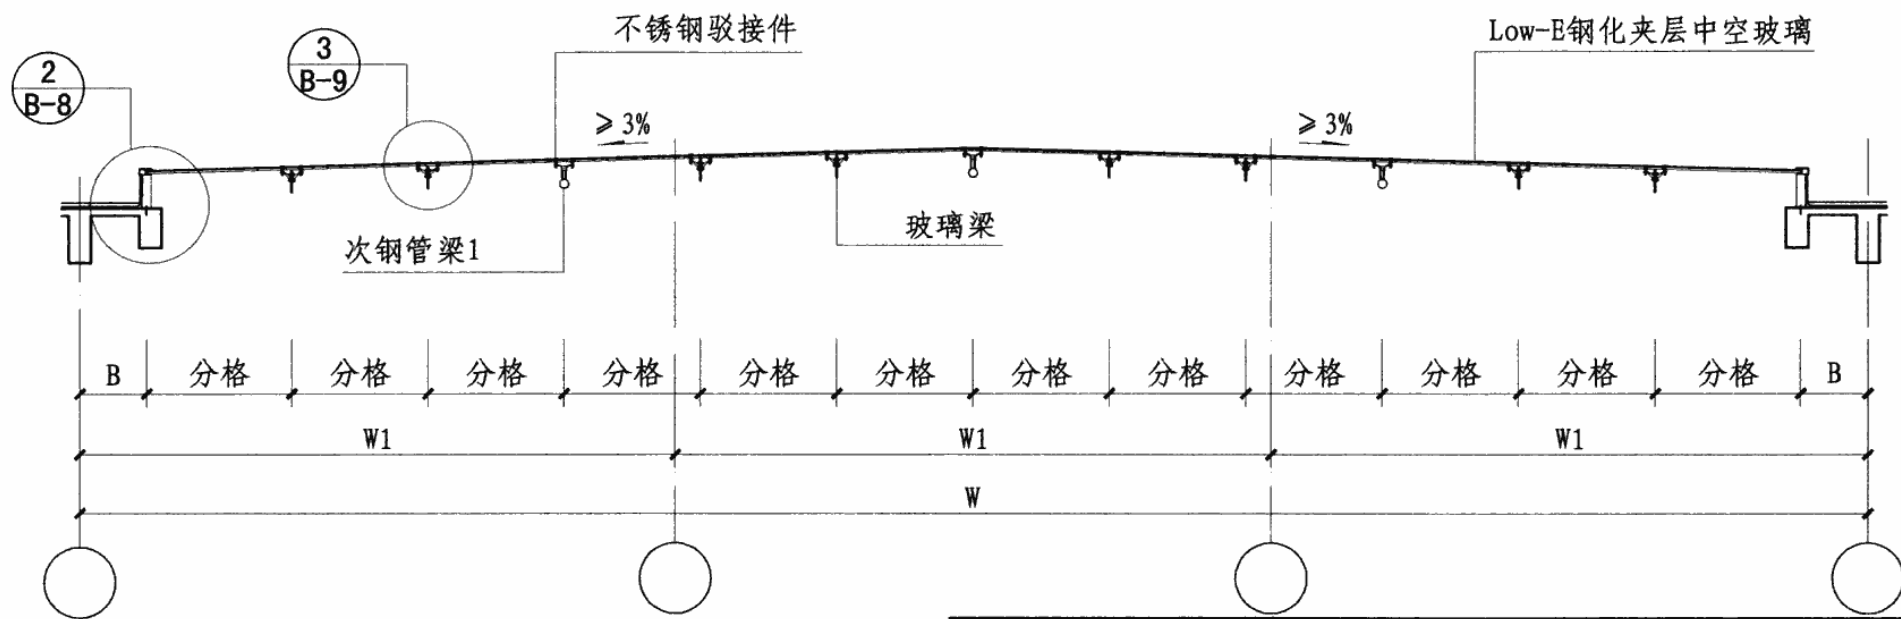 不锈钢驳接件
Low-E钢化夹层中空玻璃
2
B-8
3
B-9
≥3%
≥3%
次钢管梁1
玻璃梁
B 分格 分格 分格 分格 分格 分格 分格 分格 分格 分格 分格 分格 B
W1 W1 W1
W